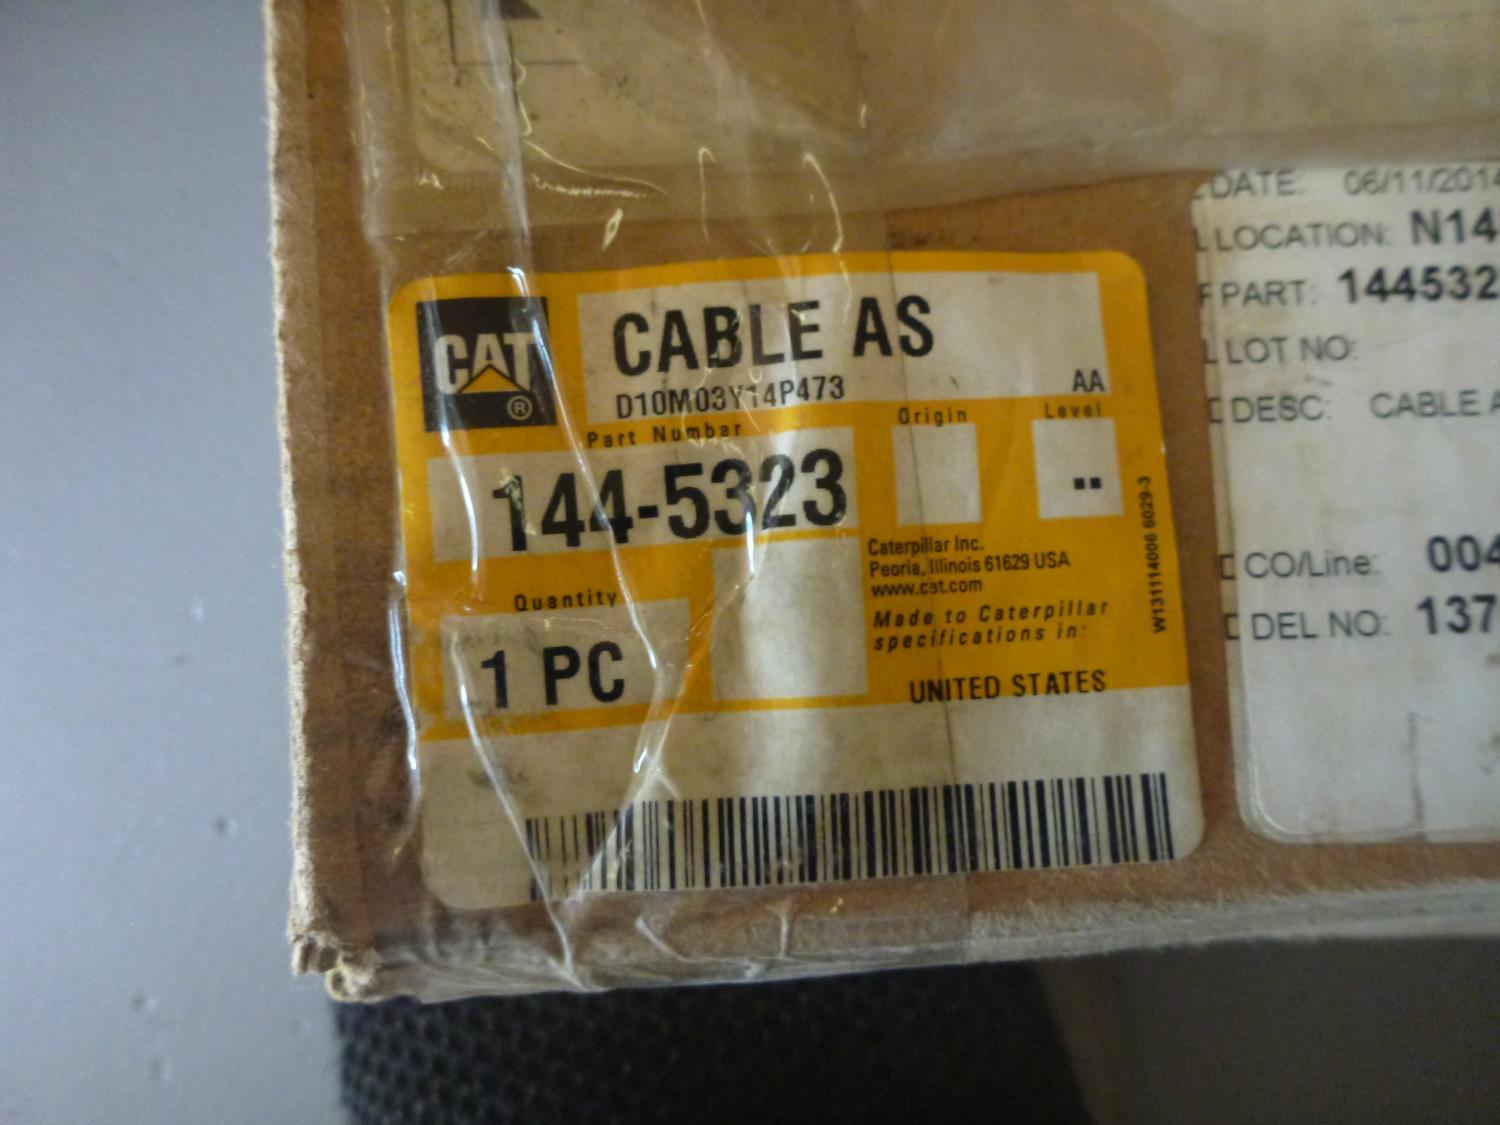 CAT
®
CABLE AS
D10M03Y14P473
AA
Part Number
Origin
Level
144-5323
..
Caterpillar Inc.
Peoria, Illinois 61629 USA
www.cat.com
Made to Caterpillar
specifications in:
UNITED STATES
Quantity
1 PC
W131114006 6029-3
DATE: 06/11/2014
LOCATION: N14
PART: 144532
LOT NO:
DESC: CABLE A
CO/Line: 004
DEL NO: 137